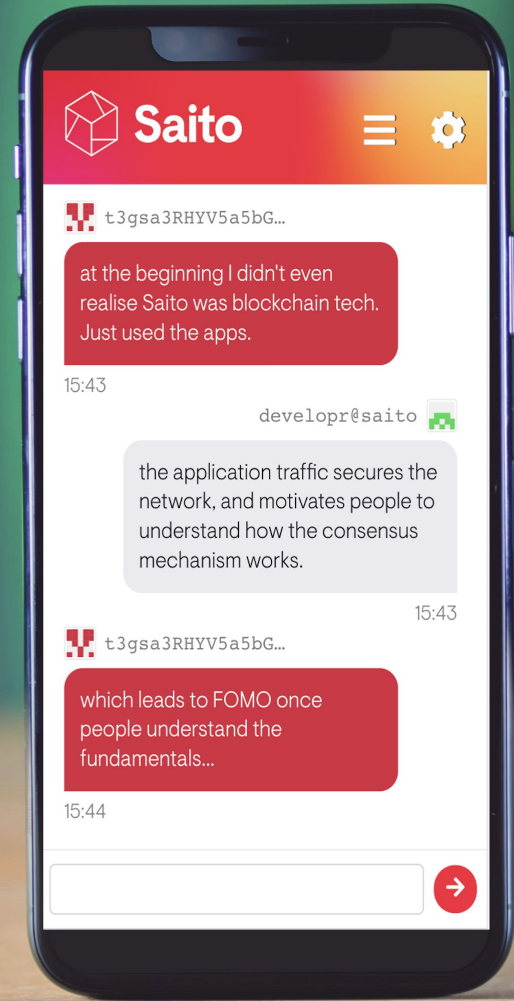 Saito
t3gsa3RHYV5a5bG…
at the beginning I didn't even
realise Saito was blockchain tech.
Just used the apps.
15:43
developr@saito
the application traffic secures the
network, and motivates people to
understand how the consensus
mechanism works.
15:43
t3gsa3RHYV5a5bG…
which leads to FOMO once
people understand the
fundamentals...
15:44